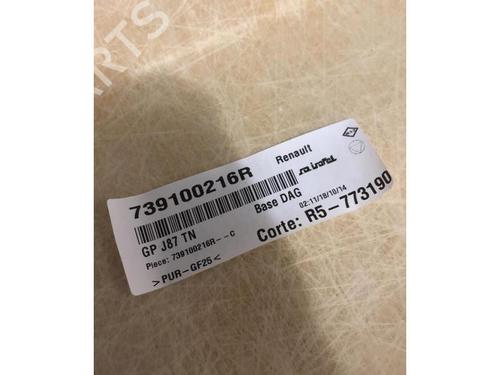 PARTS
739100216R
Renault
GP J87 TN
Base DAG
02:11/18/10/14
Piece: 739100216R--C
Corte: R5-773190
>PUR-GF25<